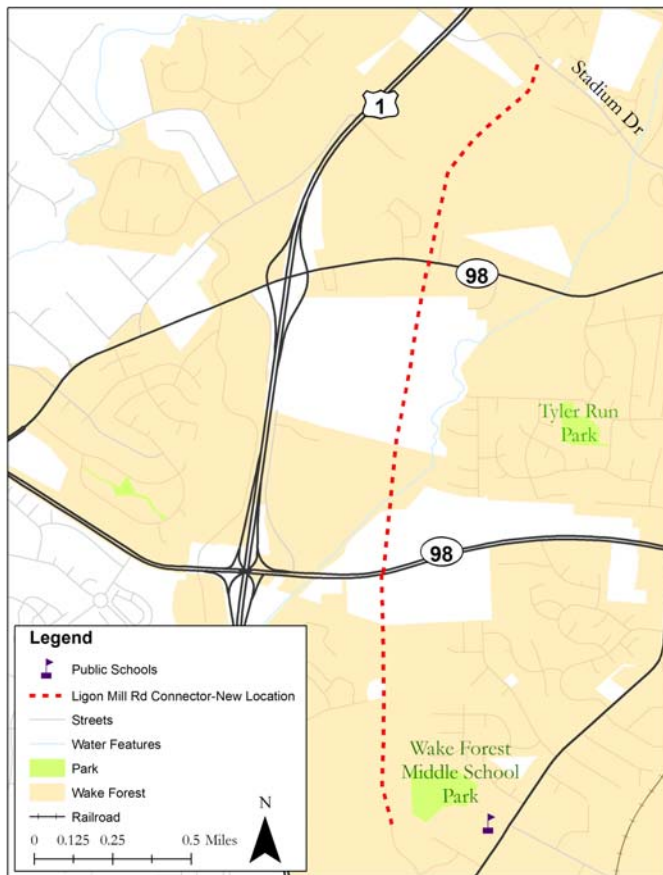 Stadium Dr
1
98
Tyler Run
Park
98
Legend
Public Schools
Ligon Mill Rd Connector-New Location
Streets
Water Features
Park
Wake Forest
Railroad
0 0.125 0.25 0.5 Miles
N
Wake Forest
Middle School
Park